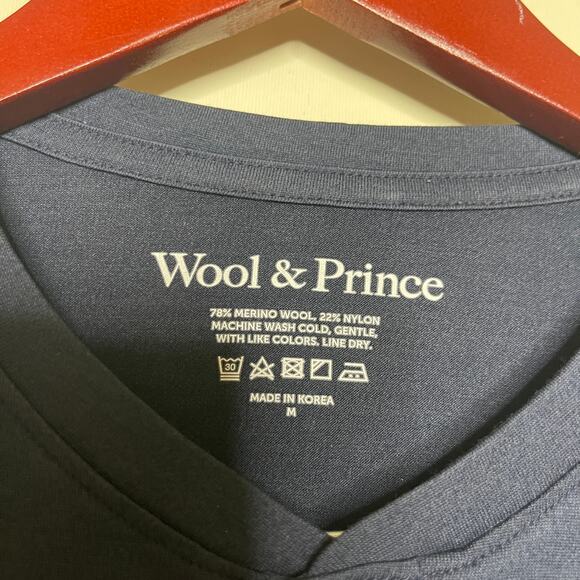 Wool & Prince
78% MERINO WOOL, 22% NYLON
MACHINE WASH COLD, GENTLE,
WITH LIKE COLORS. LINE DRY.
30
MADE IN KOREA
M